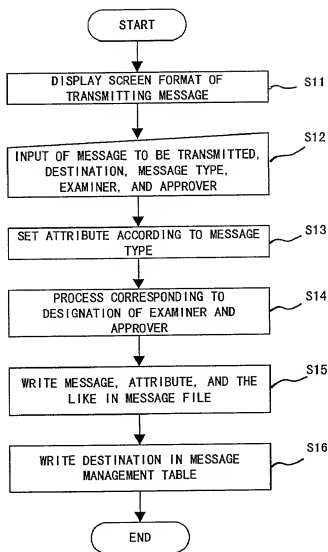 START
DISPLAY SCREEN FORMAT OF
TRANSMITTING MESSAGE
S11
INPUT OF MESSAGE TO BE TRANSMITTED,
DESTINATION, MESSAGE TYPE,
EXAMINER, AND APPROVER
S12
SET ATTRIBUTE ACCORDING TO MESSAGE
TYPE
S13
PROCESS CORRESPONDING TO
DESIGNATION OF EXAMINER AND
APPROVER
S14
WRITE MESSAGE, ATTRIBUTE, AND THE
LIKE IN MESSAGE FILE
S15
WRITE DESTINATION IN MESSAGE
MANAGEMENT TABLE
S16
END